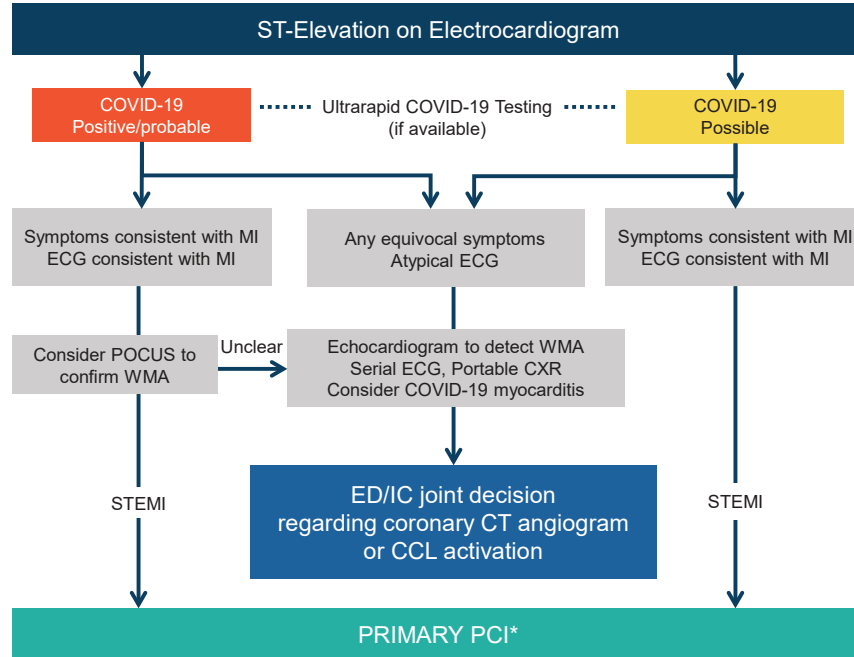 ST-Elevation on Electrocardiogram
COVID-19
Positive/probable
Ultrarapid COVID-19 Testing
(if available)
COVID-19
Possible
Symptoms consistent with MI
ECG consistent with MI
Any equivocal symptoms
Atypical ECG
Symptoms consistent with MI
ECG consistent with MI
Consider POCUS to
confirm WMA
Unclear
Echocardiogram to detect WMA
Serial ECG, Portable CXR
Consider COVID-19 myocarditis
STEMI
ED/IC joint decision
regarding coronary CT angiogram
or CCL activation
STEMI
PRIMARY PCI*